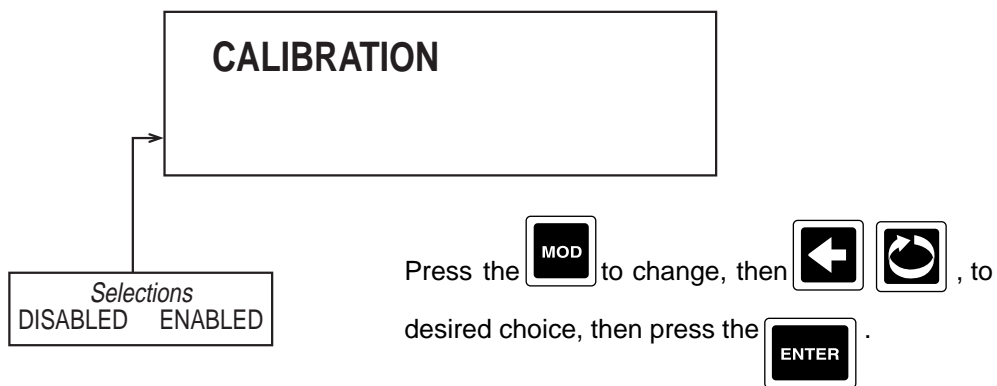 CALIBRATION
Selections
DISABLED ENABLED
Press the MOD to change, then , to
desired choice, then press the ENTER .